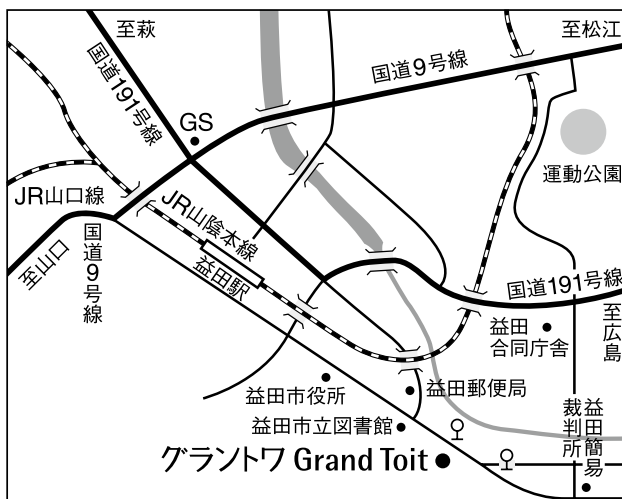 至萩
至松江
国道191号線
国道9号線
GS
運動公園
JR山口線
JR山陰本線
国道9号線
至山口
益田駅
国道191号線
至広島
益田
合同庁舎
益田市役所
益田郵便局
益田市立図書館
益田簡易
裁判所
グラントワ Grand Toit